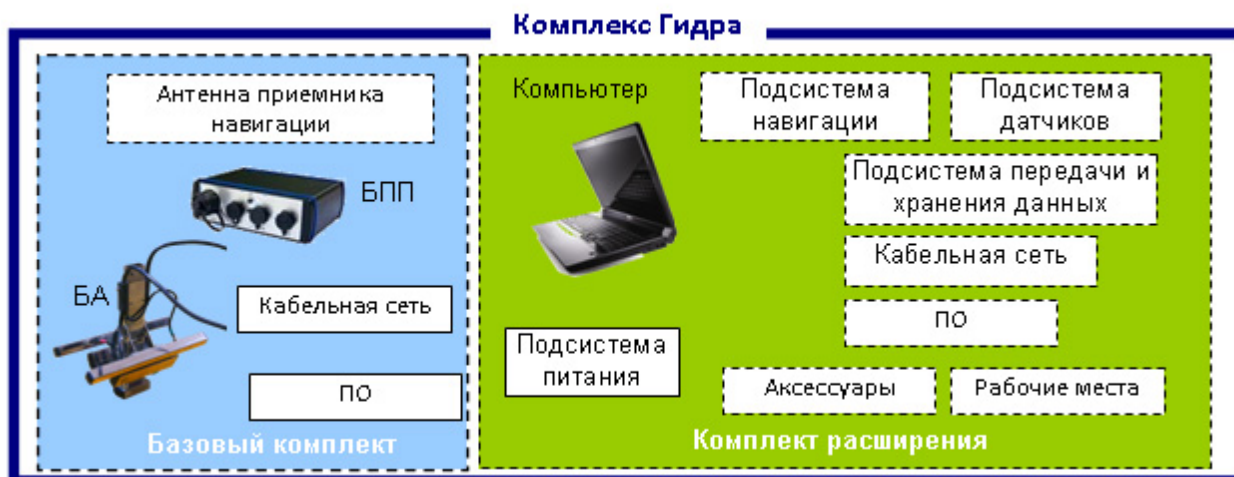 Комплекс Гидра
Антенна приемника
навигации
БПП
БА
Кабельная сеть
ПО
Базовый комплект
Компьютер
Подсистема
навигации
Подсистема
датчиков
Подсистема передачи и
хранения данных
Кабельная сеть
ПО
Подсистема
питания
Аксессуары
Рабочие места
Комплект расширения